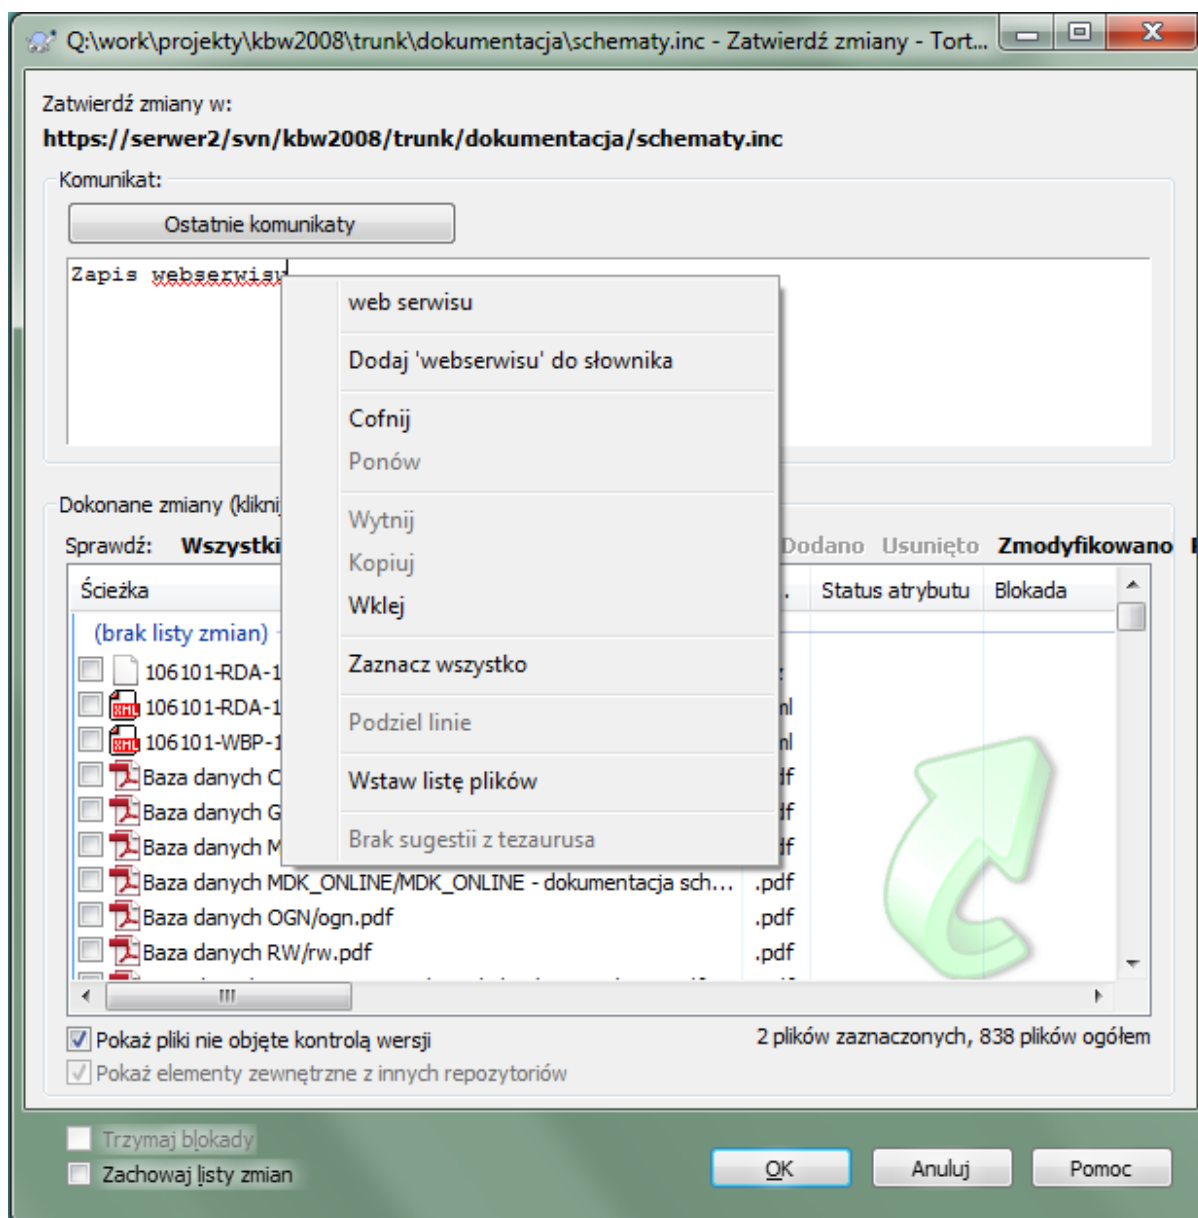 Q:\work\projekty\kbw2008\trunk\dokumentacja\schematy.inc - Zatwierdź zmiany - Tort...
Zatwierdź zmiany w:
https://serwer2/svn/kbw2008/trunk/dokumentacja/schematy.inc
Komunikat:
Ostatnie komunikaty
Zapis webserwisu
web serwisu
Dodaj 'webserwisu' do słownika
Cofnij
Ponów
Wytnij
Kopiuj
Wklej
Zaznacz wszystko
Podziel linie
Wstaw listę plików
Brak sugestii z tezaurusa
Dokonane zmiany (klikni
Sprawdź: Wszystki Dodano Usunięto Zmodyfikowano
Ścieżka . Status atrybutu Blokada
(brak listy zmian)
106101-RDA-1
106101-RDA-1 ml
106101-WBP-1 ml
Baza danych O df
Baza danych G df
Baza danych M df
Baza danych MDK_ONLINE/MDK_ONLINE - dokumentacja sch... .pdf
Baza danych OGN/ogn.pdf .pdf
Baza danych RW/rw.pdf .pdf
Pokaż pliki nie objęte kontrolą wersji 2 plików zaznaczonych, 838 plików ogółem
Pokaż elementy zewnętrzne z innych repozytoriów
Trzymaj blokady
Zachowaj listy zmian
OK Anuluj Pomoc